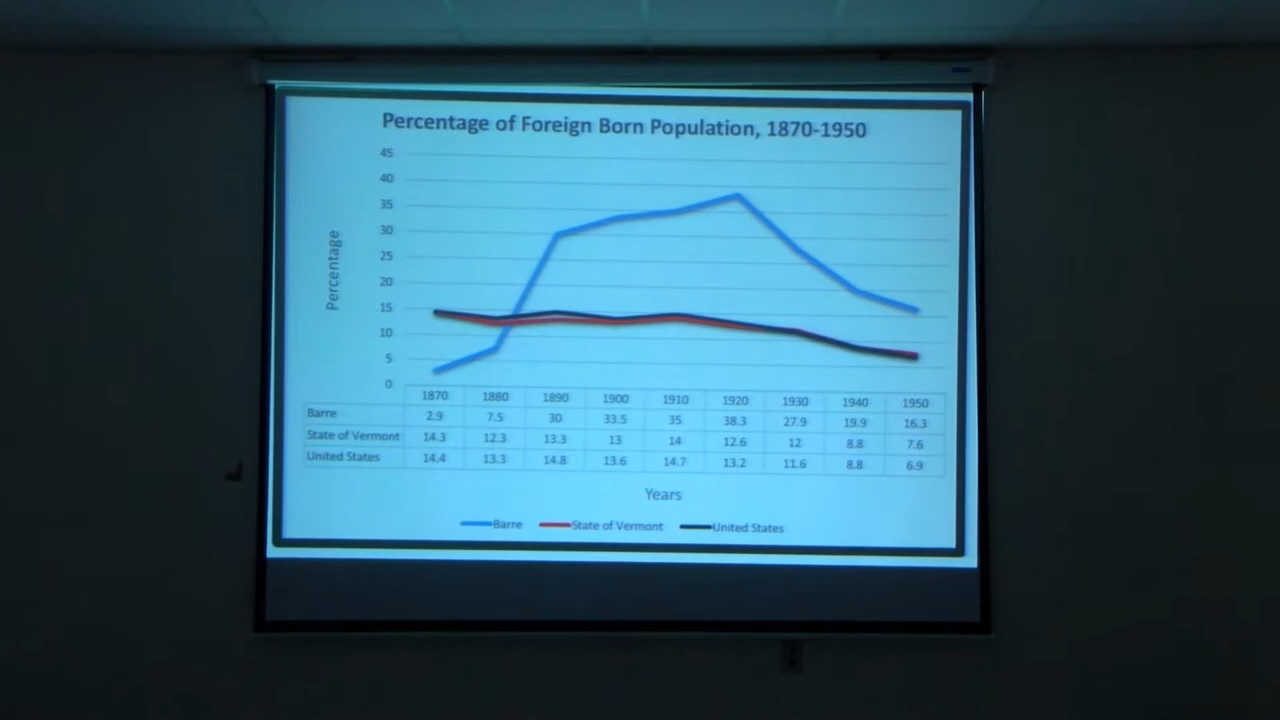 Percentage of Foreign Born Population, 1870-1950
45
40
35
30
25
20
15
10
5
0
Percentage
1870 1880 1890 1900 1910 1920 1930 1940 1950
Barre 2.9 7.5 30 33.5 35 38.3 27.9 19.9 16.3
State of Vermont 14.3 12.3 13.3 13 14 12.6 12 8.8 7.6
United States 14.4 13.3 14.8 13.6 14.7 13.2 11.6 8.8 6.9
Years
Barre State of Vermont United States